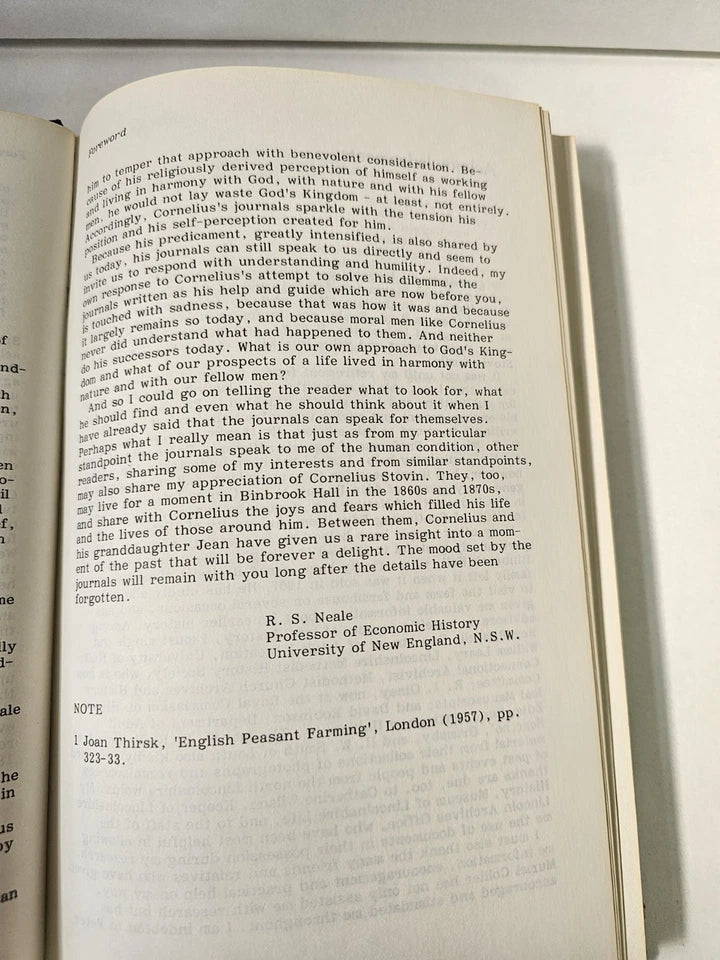 Foreword
him to temper that approach with benevolent consideration. Be-
cause of his religiously derived perception of himself as working
and living in harmony with God, with nature and with his fellow
men, he would not lay waste God's Kingdom - at least, not entirely.
Accordingly, Cornelius's journals sparkle with the tension his
position and his self-perception created for him.
Because his predicament, greatly intensified, is also shared by
us today, his journals can still speak to us directly and seem to
invite us to respond with understanding and humility. Indeed, my
own response to Cornelius's attempt to solve his dilemma, the
journals written as his help and guide which are now before you,
is touched with sadness, because that was how it was and because
it largely remains so today, and because moral men like Cornelius
never did understand what had happened to them. And neither
do his successors today. What is our own approach to God's King-
dom and what of our prospects of a life lived in harmony with
nature and with our fellow men?
And so I could go on telling the reader what to look for, what
he should find and even what he should think about it when I
have already said that the journals can speak for themselves.
Perhaps what I really mean is that just as from my particular
standpoint the journals speak to me of the human condition, other
readers, sharing some of my interests and from similar standpoints,
may also share my appreciation of Cornelius Stovin. They, too,
may live for a moment in Binbrook Hall in the 1860s and 1870s,
and share with Cornelius the joys and fears which filled his life
and the lives of those around him. Between them, Cornelius and
his granddaughter Jean have given us a rare insight into a mom-
ent of the past that will be forever a delight. The mood set by the
journals will remain with you long after the details have been
forgotten.
R. S. Neale
Professor of Economic History
University of New England, N.S.W.
NOTE
1 Joan Thirsk, 'English Peasant Farming', London (1957), pp.
323-33.